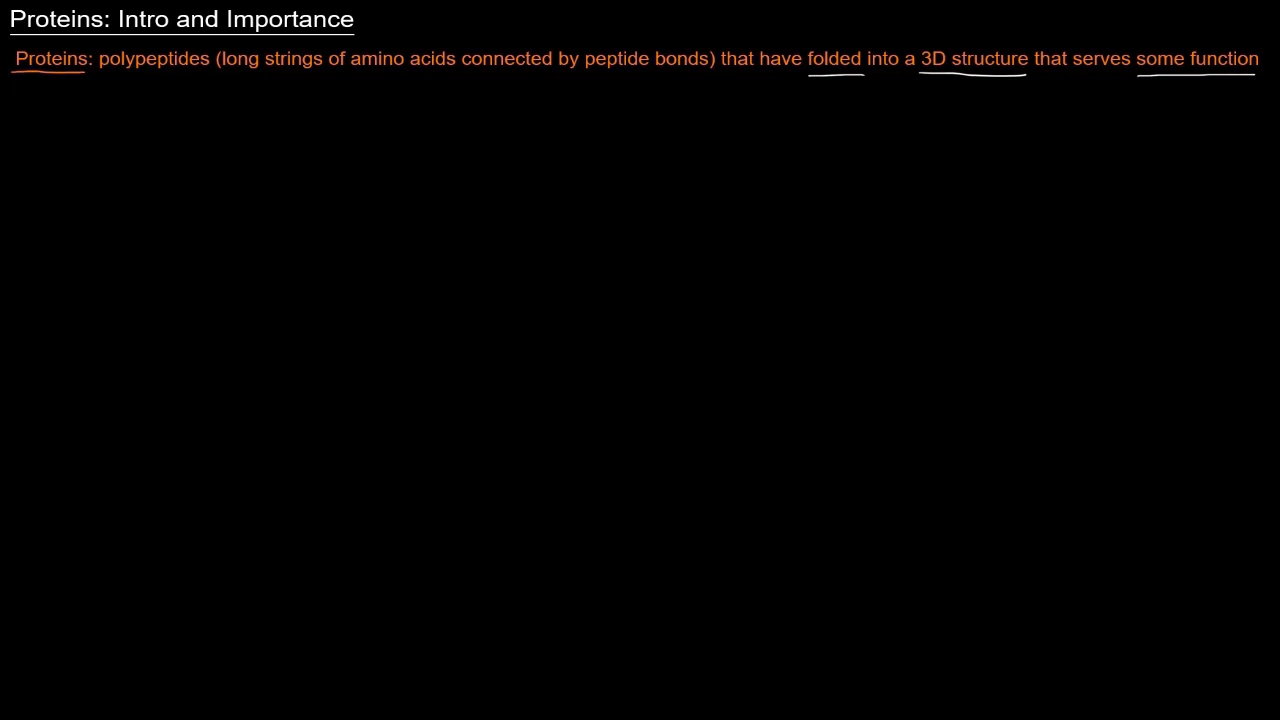 Proteins: Intro and Importance
Proteins: polypeptides (long strings of amino acids connected by peptide bonds) that have folded into a 3D structure that serves some function